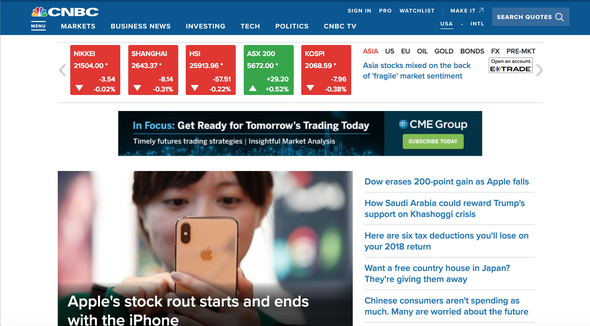 SIGN IN PRO WATCHLIST MAKE IT
CNBC
MENU MARKETS BUSINESS NEWS INVESTING TECH POLITICS CNBC TV
USA • INTL
SEARCH QUOTES
NIKKEI
21504.00 *
-3.54
-0.02%
SHANGHAI
2643.37 *
-8.14
-0.31%
HSI
25913.96 *
-57.51
-0.22%
ASX 200
5672.00 *
+29.20
+0.52%
KOSPI
2068.59 *
-7.96
-0.38%
ASIA US EU OIL GOLD BONDS FX PRE-MKT
Asia stocks mixed on the back
of 'fragile' market sentiment
Open an account.
E*TRADE
In Focus: Get Ready for Tomorrow's Trading Today
Timely futures trading strategies | Insightful Market Analysis
CME Group
SUBSCRIBE TODAY
Apple's stock rout starts and ends
with the iPhone
Dow erases 200-point gain as Apple falls
How Saudi Arabia could reward Trump's
support on Khashoggi crisis
Here are six tax deductions you'll lose on
your 2018 return
Want a free country house in Japan?
They're giving them away
Chinese consumers aren't spending as
much. Many are worried about the future